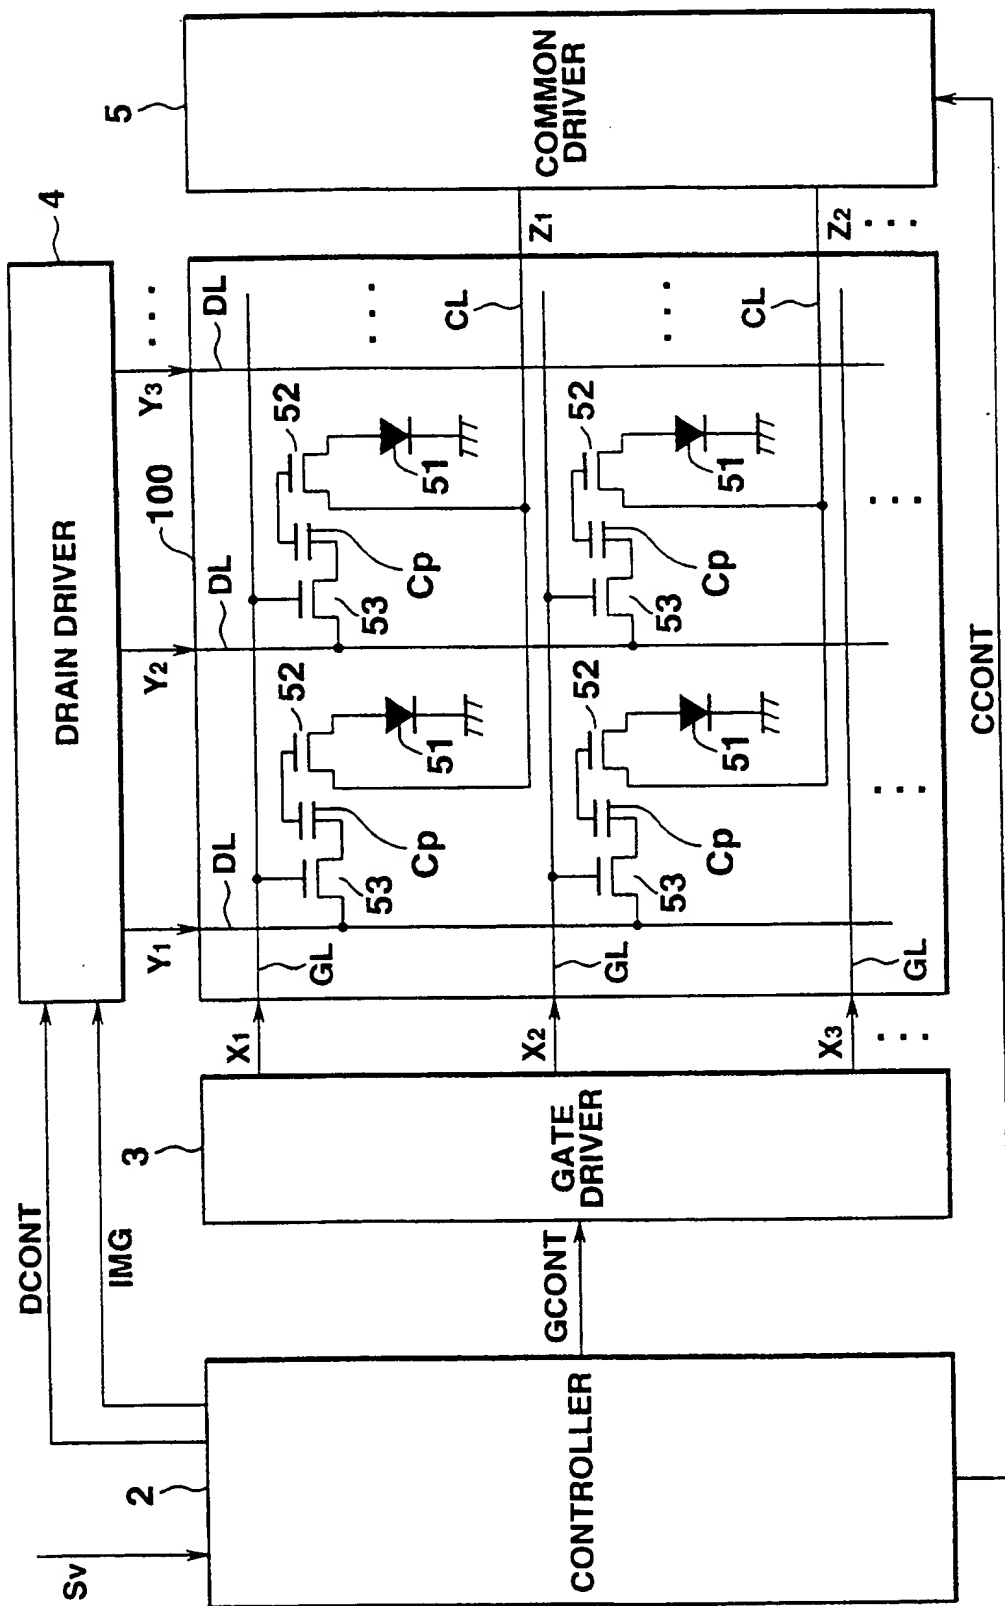 Sv
2
CONTROLLER
DCONT
IMG
GCONT
CCONT
3
GATE
DRIVER
X1
X2
X3
...
4
DRAIN DRIVER
Y1
Y2
Y3
...
100
DL
DL
DL
GL
GL
GL
53
Cp
52
51
53
Cp
52
51
...
53
Cp
52
51
53
Cp
52
51
...
...
...
CL
CL
Z1
Z2
...
5
COMMON
DRIVER